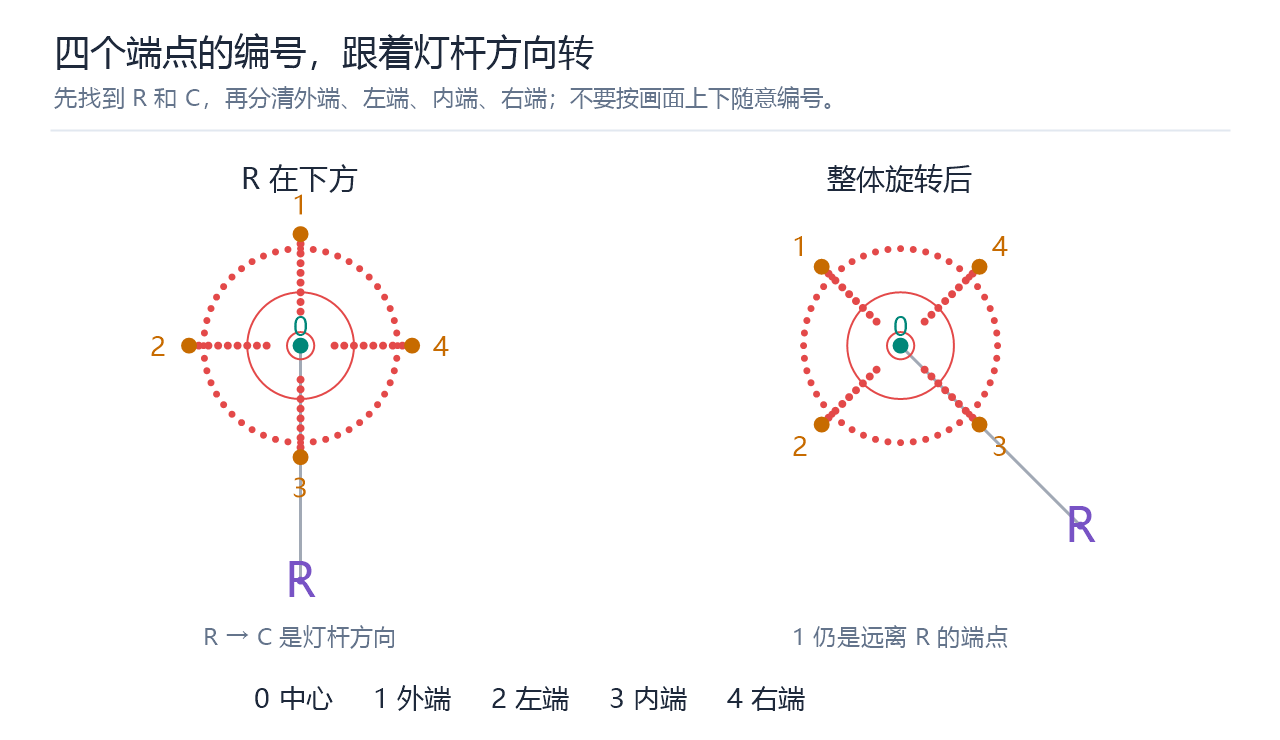 四个端点的编号，跟着灯杆方向转
先找到 R 和 C，再分清外端、左端、内端、右端；不要按画面上下随意编号。
R 在下方
整体旋转后
1
2
0
4
3
R
1
4
0
2
3
R
R → C 是灯杆方向
1 仍是远离 R 的端点
0 中心 1 外端 2 左端 3 内端 4 右端